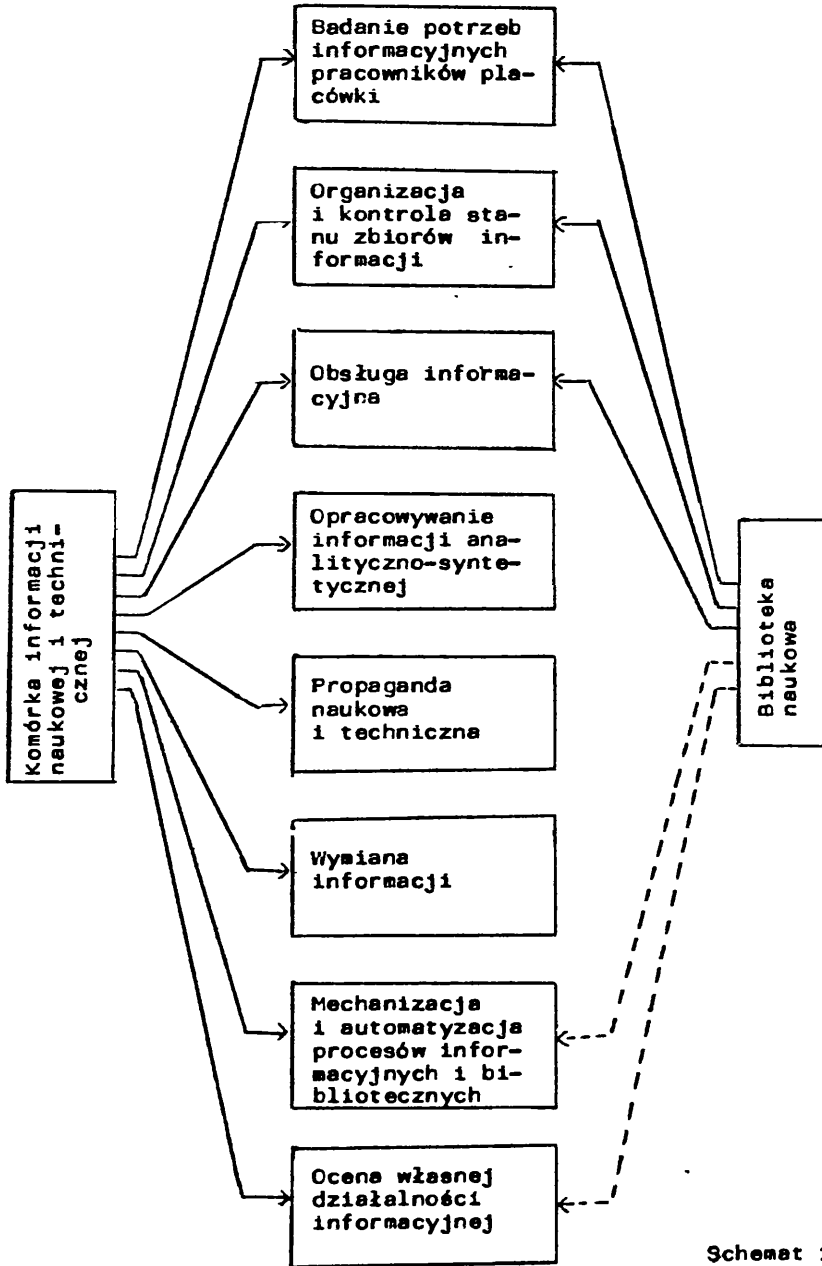 Badanie potrzeb
informacyjnych
pracowników pla-
cówki
Organizacja
i kontrola sta-
nu zbiorów in-
formacji
Obsługa informa-
cyjna
Opracowywanie
informacji ana-
lityczno-synte-
tycznej
Propaganda
naukowa
i techniczna
Wymiana
informacji
Mechanizacja
i automatyzacja
procesów infor-
macyjnych i bi-
bliotecznych
Ocena własnej
działalności
informacyjnej
Komórka informacji
naukowej i techni-
cznej
Biblioteka
naukowa
Schemat